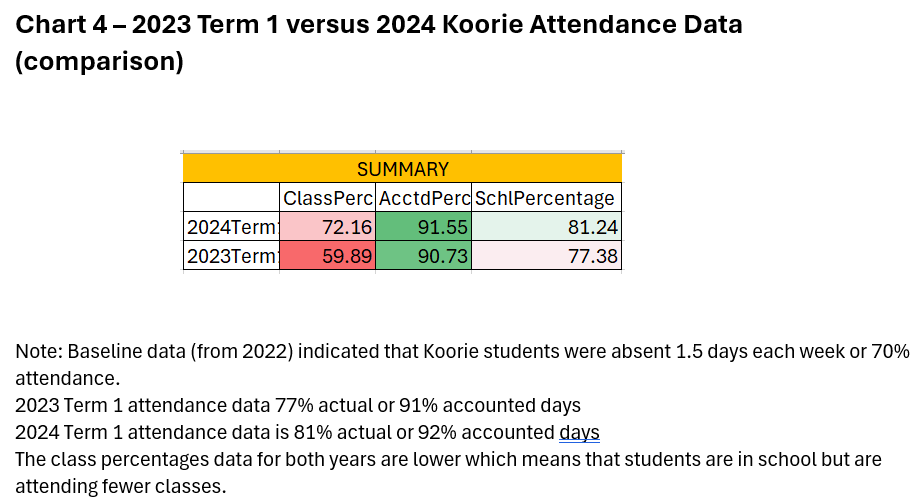 Chart 4 – 2023 Term 1 versus 2024 Koorie Attendance Data
(comparison)
SUMMARY
ClassPerc AcctdPerc SchlPercentage
2024Term 72.16 91.55 81.24
2023Term 59.89 90.73 77.38
Note: Baseline data (from 2022) indicated that Koorie students were absent 1.5 days each week or 70%
attendance.
2023 Term 1 attendance data 77% actual or 91% accounted days
2024 Term 1 attendance data is 81% actual or 92% accounted days
The class percentages data for both years are lower which means that students are in school but are
attending fewer classes.